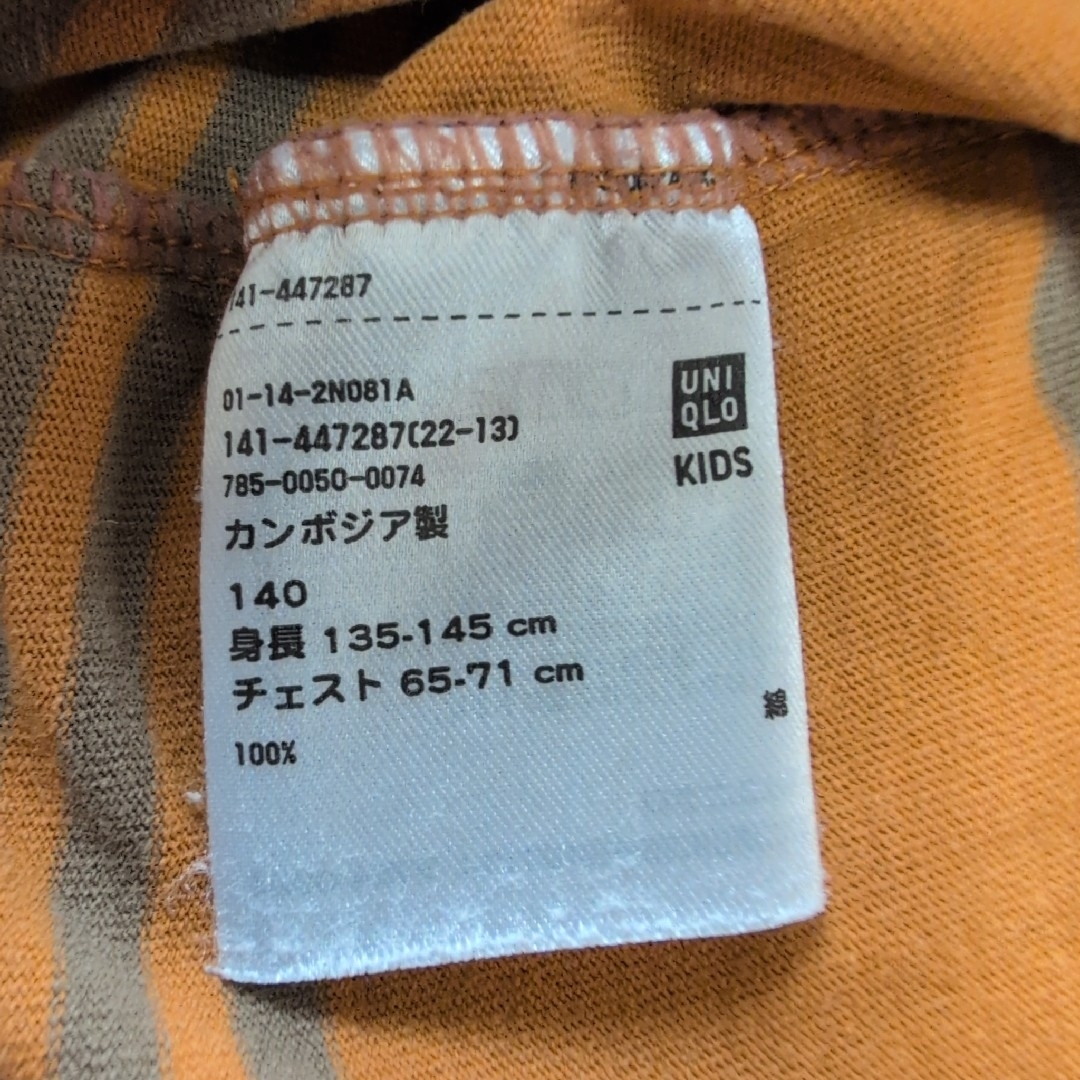 141-447287
01-14-2N081A
141-447287(22-13)
785-0050-0074
カンボジア製
UNI
QLO
KIDS
140
身長 135-145 cm
チェスト 65-71 cm
100%